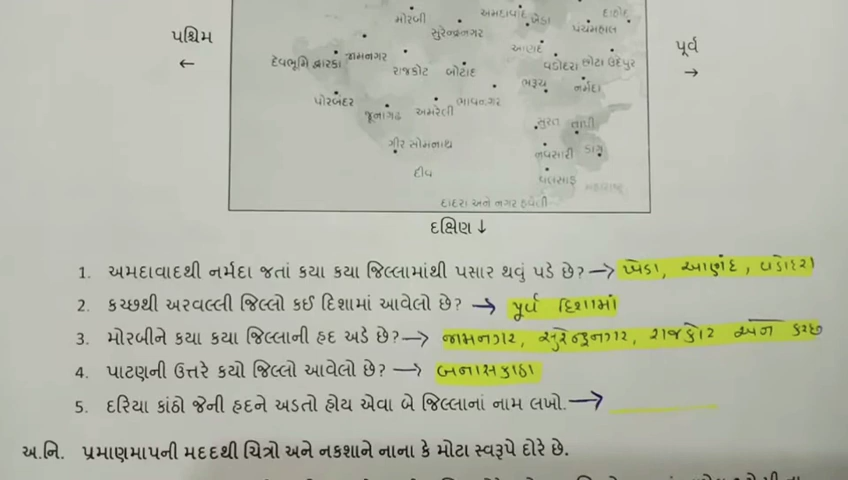 મોરબી
અમદાવાદ
ખેડા
દાહોદ
પશ્ચિમ
←
સુરેન્દ્રનગર
પંચમહાલ
પૂર્વ
→
દેવભૂમિ દ્વારકા
જામનગર
રાજકોટ
બોટાદ
આણંદ
વડોદરા
છોટા ઉદેપુર
ભરૂચ
નર્મદા
પોરબંદર
જૂનાગઢ
અમરેલી
ભાવનગર
સુરત
તાપી
ગીર સોમનાથ
નવસારી
ડાંગ
દીવ
વલસાડ
મહારાષ્ટ્ર
દાદરા અને નગર હવેલી
દક્ષિણ ↓
1. અમદાવાદથી નર્મદા જતાં કયા કયા જિલ્લામાંથી પસાર થવું પડે છે? → ખેડા, આણંદ, વડોદરા
2. કચ્છથી અરવલ્લી જિલ્લો કઈ દિશામાં આવેલો છે? → પૂર્વ દિશામાં
3. મોરબીને કયા કયા જિલ્લાની હદ અડે છે? → જામનગર, સુરેન્દ્રનગર, રાજકોટ અને કચ્છ
4. પાટણની ઉત્તરે કયો જિલ્લો આવેલો છે? → બનાસકાંઠા
5. દરિયા કાંઠો જેની હદને અડતો હોય એવા બે જિલ્લાનાં નામ લખો. →
અ.નિ. પ્રમાણમાપની મદદથી ચિત્રો અને નકશાને નાના કે મોટા સ્વરૂપે દોરે છે.